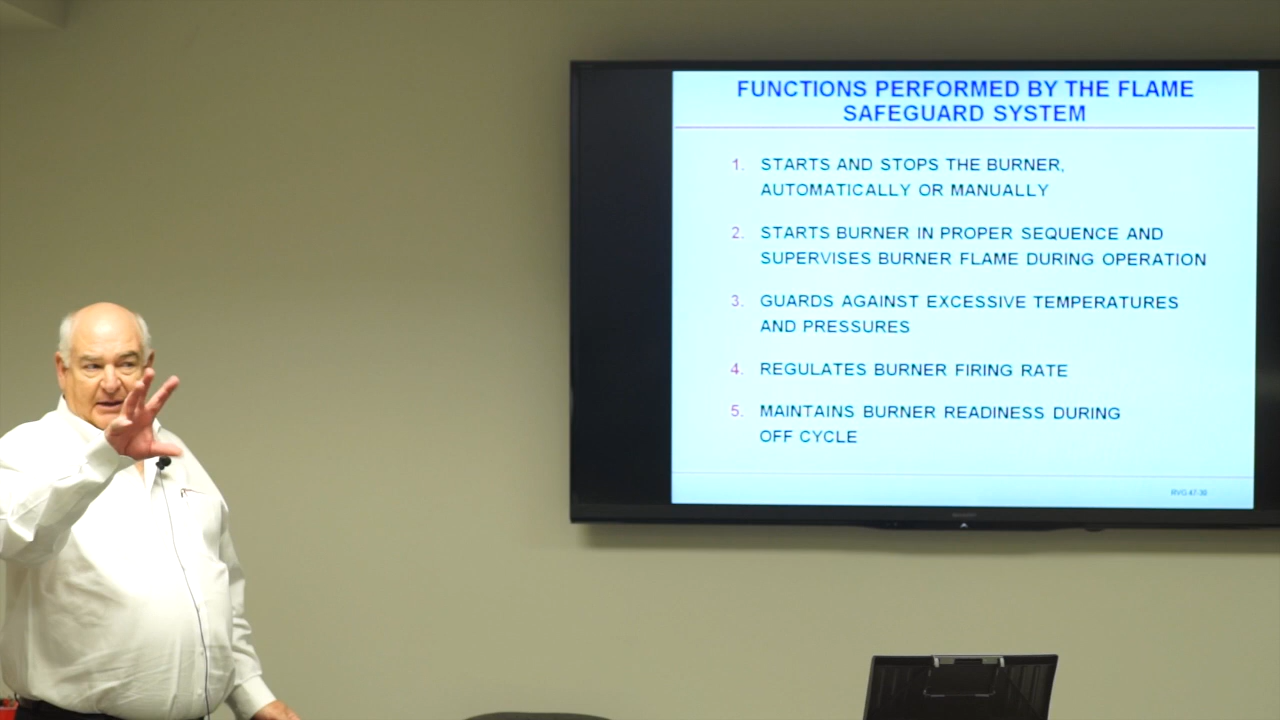 FUNCTIONS PERFORMED BY THE FLAME
SAFEGUARD SYSTEM
1. STARTS AND STOPS THE BURNER,
AUTOMATICALLY OR MANUALLY
2. STARTS BURNER IN PROPER SEQUENCE AND
SUPERVISES BURNER FLAME DURING OPERATION
3. GUARDS AGAINST EXCESSIVE TEMPERATURES
AND PRESSURES
4. REGULATES BURNER FIRING RATE
5. MAINTAINS BURNER READINESS DURING
OFF CYCLE